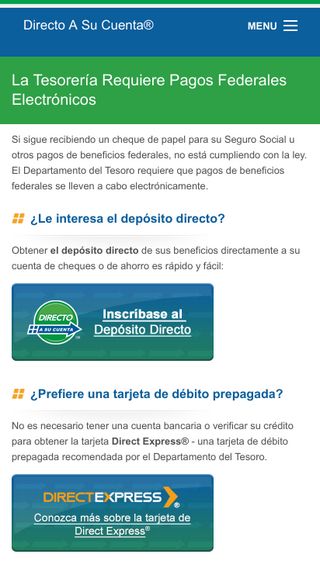 Directo A Su Cuenta®
MENU
La Tesorería Requiere Pagos Federales
Electrónicos
Si sigue recibiendo un cheque de papel para su Seguro Social u
otros pagos de beneficios federales, no está cumpliendo con la ley.
El Departamento del Tesoro requiere que pagos de beneficios
federales se lleven a cabo electrónicamente.
¿Le interesa el depósito directo?
Obtener el depósito directo de sus beneficios directamente a su
cuenta de cheques o de ahorro es rápido y fácil:
DIRECTO
A SU CUENTA
Inscríbase al
Depósito Directo
¿Prefiere una tarjeta de débito prepagada?
No es necesario tener una cuenta bancaria o verificar su crédito
para obtener la tarjeta Direct Express® - una tarjeta de débito
prepagada recomendada por el Departamento del Tesoro.
DIRECTEXPRESS®
Conozca más sobre la tarjeta de
Direct Express®